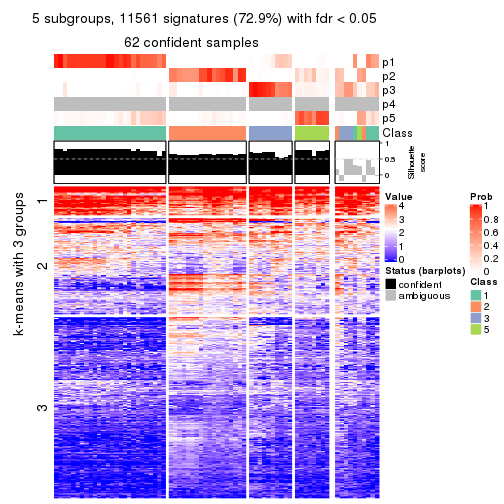 5 subgroups, 11561 signatures (72.9%) with fdr < 0.05
62 confident samples
p1
p2
p3
p4
p5
Class
1
0.5
0
Silhouette
score
k-means with 3 groups
1
2
3
Value
4
3
2
1
0
Status (barplots)
confident
ambiguous
Prob
1
0.8
0.6
0.4
0.2
0
Class
1
2
3
5